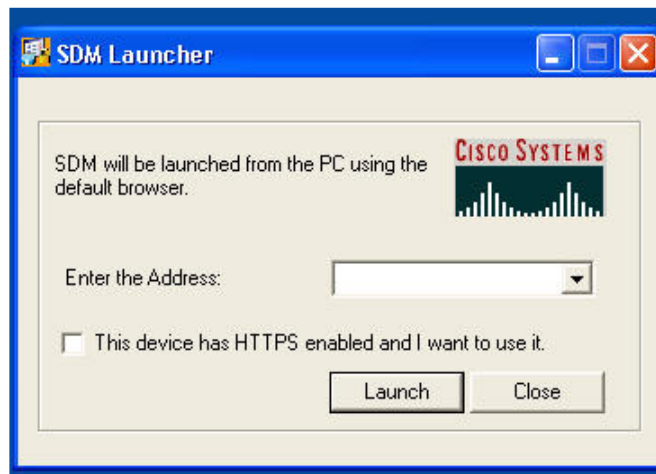 SDM Launcher
CISCO SYSTEMS
SDM will be launched from the PC using the
default browser.
Enter the Address:
This device has HTTPS enabled and I want to use it.
Launch Close